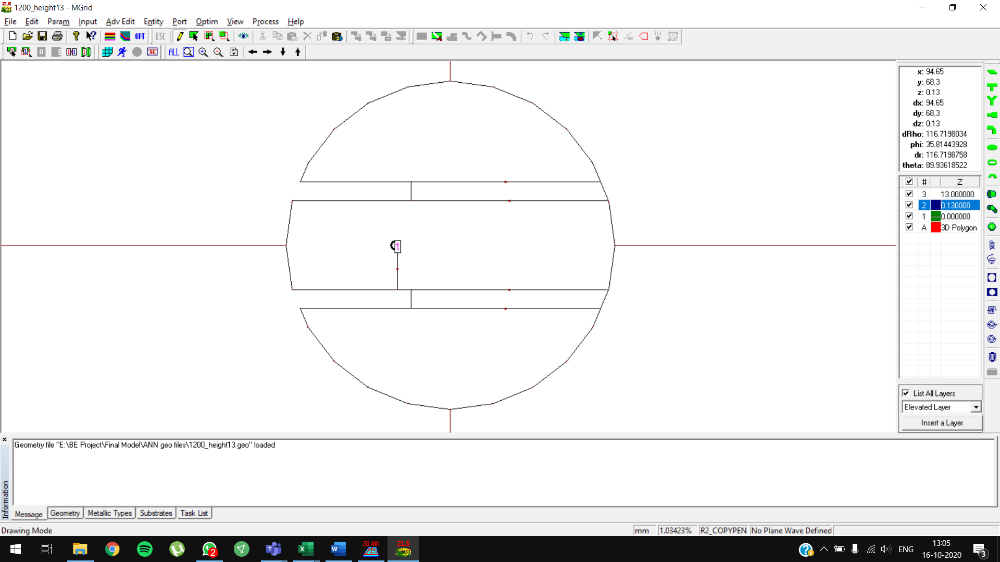 1200_height13 - MGrid
File Edit Param Input Adv Edit Entity Port Optim View Process Help
OPT ESC
ALL
x: 94.65
y: 68.3
z: 0.13
dx: 94.65
dy: 68.3
dz: 0.13
dRho: 116.7198034
phi: 35.81443928
dr: 116.7198758
theta: 89.93618522
# Z
3 13.000000
2 0.130000
1 0.000000
A 3D Polygon
1
List All Layers
Elevated Layer
Insert a Layer
Geometry file "E:\BE Project\Final Model\ANN geo files\1200_height13.geo" loaded
Information
Message Geometry Metallic Types Substrates Task List
Drawing Mode mm 1.03423% R2_COPYPEN No Plane Wave Defined
2 ZELAND ZLS ENG 13:05
16-10-2020 3